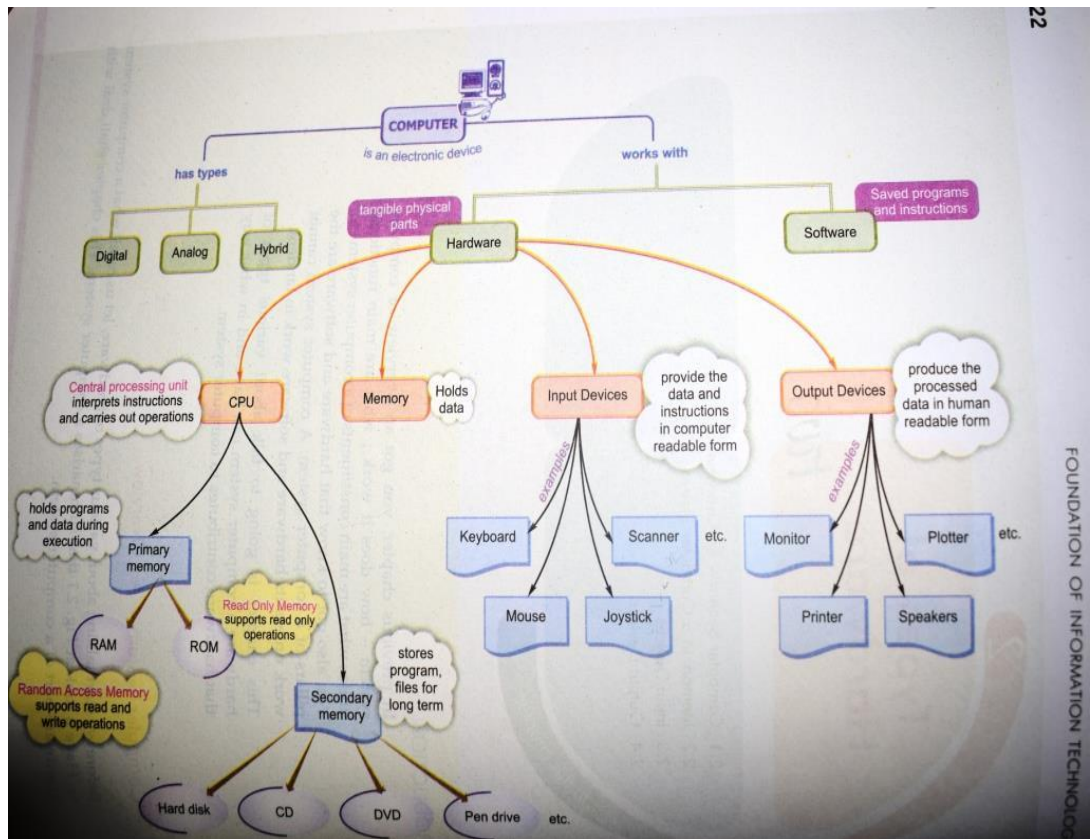 22
COMPUTER
is an electronic device
has types
works with
Digital
Analog
Hybrid
tangible physical
parts
Hardware
Saved programs
and instructions
Software
Central processing unit
interprets instructions
and carries out operations
CPU
Memory
Holds
data
Input Devices
provide the
data and
instructions
in computer
readable form
Output Devices
produce the
processed
data in human
readable form
holds programs
and data during
execution
Primary
memory
RAM
ROM
Read Only Memory
supports read only
operations
Random Access Memory
supports read and
write operations
Secondary
memory
stores
program,
files for
long term
Hard disk
CD
DVD
Pen drive
etc.
examples
Keyboard
Scanner
etc.
Mouse
Joystick
examples
Monitor
Plotter
etc.
Printer
Speakers
FOUNDATION OF INFORMATION TECHNOLOG